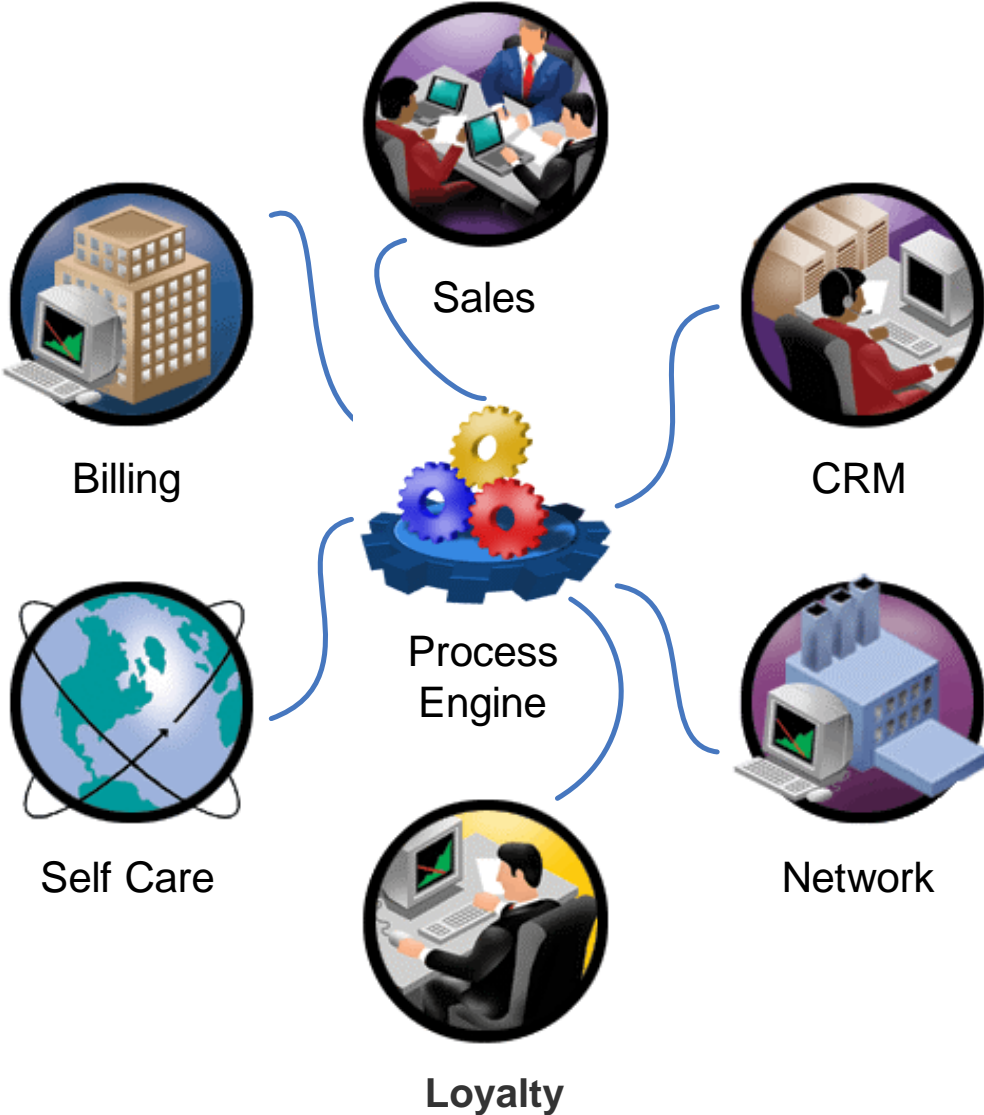 Sales
Billing
CRM
Process
Engine
Self Care
Network
Loyalty